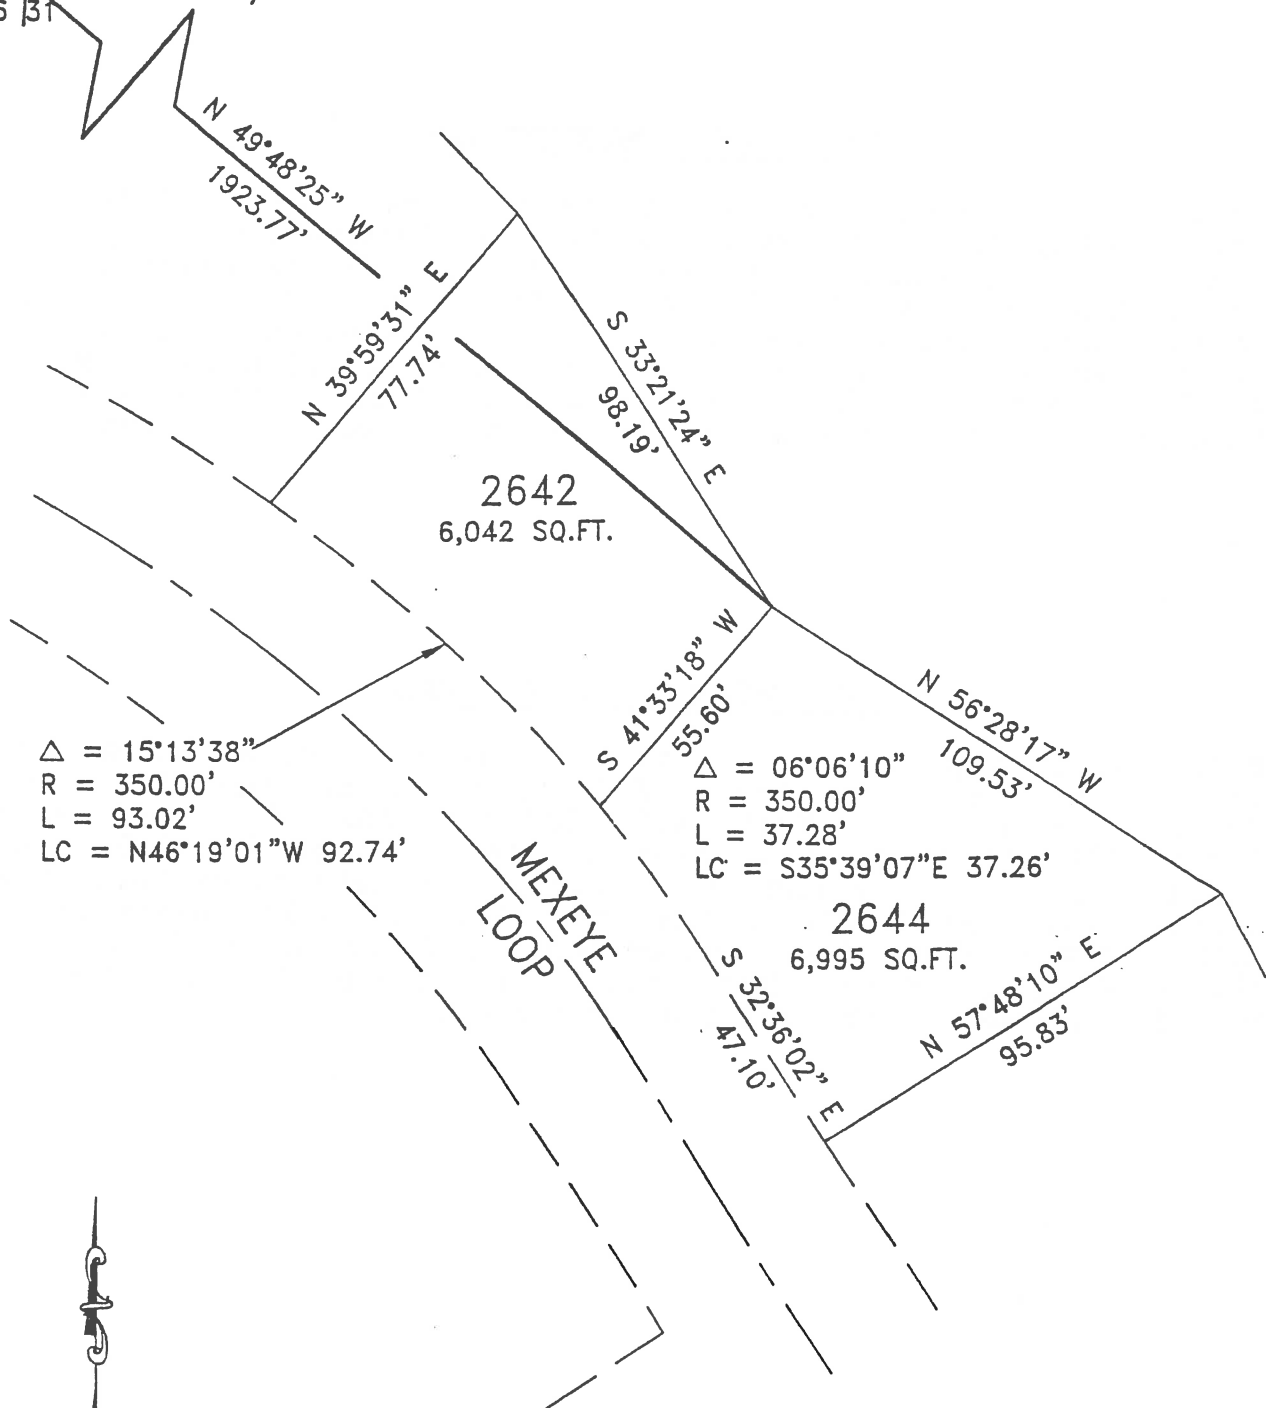 31
N 49°48'25" W
1923.77'
N 39°59'31" E
77.74'
S 33°21'24" E
98.19'
2642
6,042 SQ.FT.
S 41°33'18" W
55.60'
N 56°28'17" W
109.53'
Δ = 15°13'38"
R = 350.00'
L = 93.02'
LC = N46°19'01"W 92.74'
Δ = 06°06'10"
R = 350.00'
L = 37.28'
LC = S35°39'07"E 37.26'
MEXEYE
LOOP
2644
6,995 SQ.FT.
S 32°36'02" E
47.10'
N 57°48'10" E
95.83'